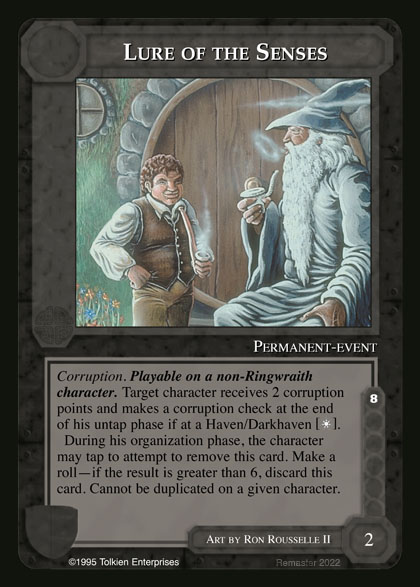 Lure of the Senses
Permanent-event
Corruption. Playable on a non-Ringwraith
character. Target character receives 2 corruption
points and makes a corruption check at the end
of his untap phase if at a Haven/Darkhaven [☀].
During his organization phase, the character
may tap to attempt to remove this card. Make a
roll—if the result is greater than 6, discard this
card. Cannot be duplicated on a given character.
8
Art by Ron Rousselle II
2
©1995 Tolkien Enterprises
Remaster 2022